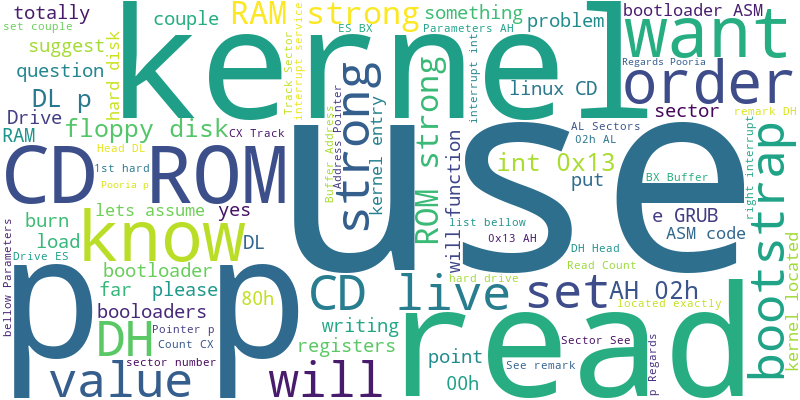 totally
set couple
couple
RAM strong
something
bootloader ASM
ES BX
Parameters AH
problem
want
suggest
hard disk
kernel
Track Sector
interrupt service
interrupt int
Regards Pooria
question
linux CD
order
DL p
Drive
floppy disk
strong
sector
remark DH
RAM
CX Track
Buffer Address
Address Pointer
kernel entry
ROM strong
will function
use
AL Sectors
02h AL
Head DL
1st hard
Pooria p
CD ROM
int 0x13
put
BX Buffer
right interrupt
bootstrap
burn
lets assume
yes
know
list bellow
e GRUB
ASM code
load
DL
0x13 AH
DH Head
bellow Parameters
Drive ES
bootloader
far
please
p
p
hard drive
Read Count
kernel located
booloaders
80h
CD live
set
AH 02h
located exactly
DH
Pointer p
Count CX
writing
registers
read
sector number
value
will
point
00h
Sector See
See remark
p Regards